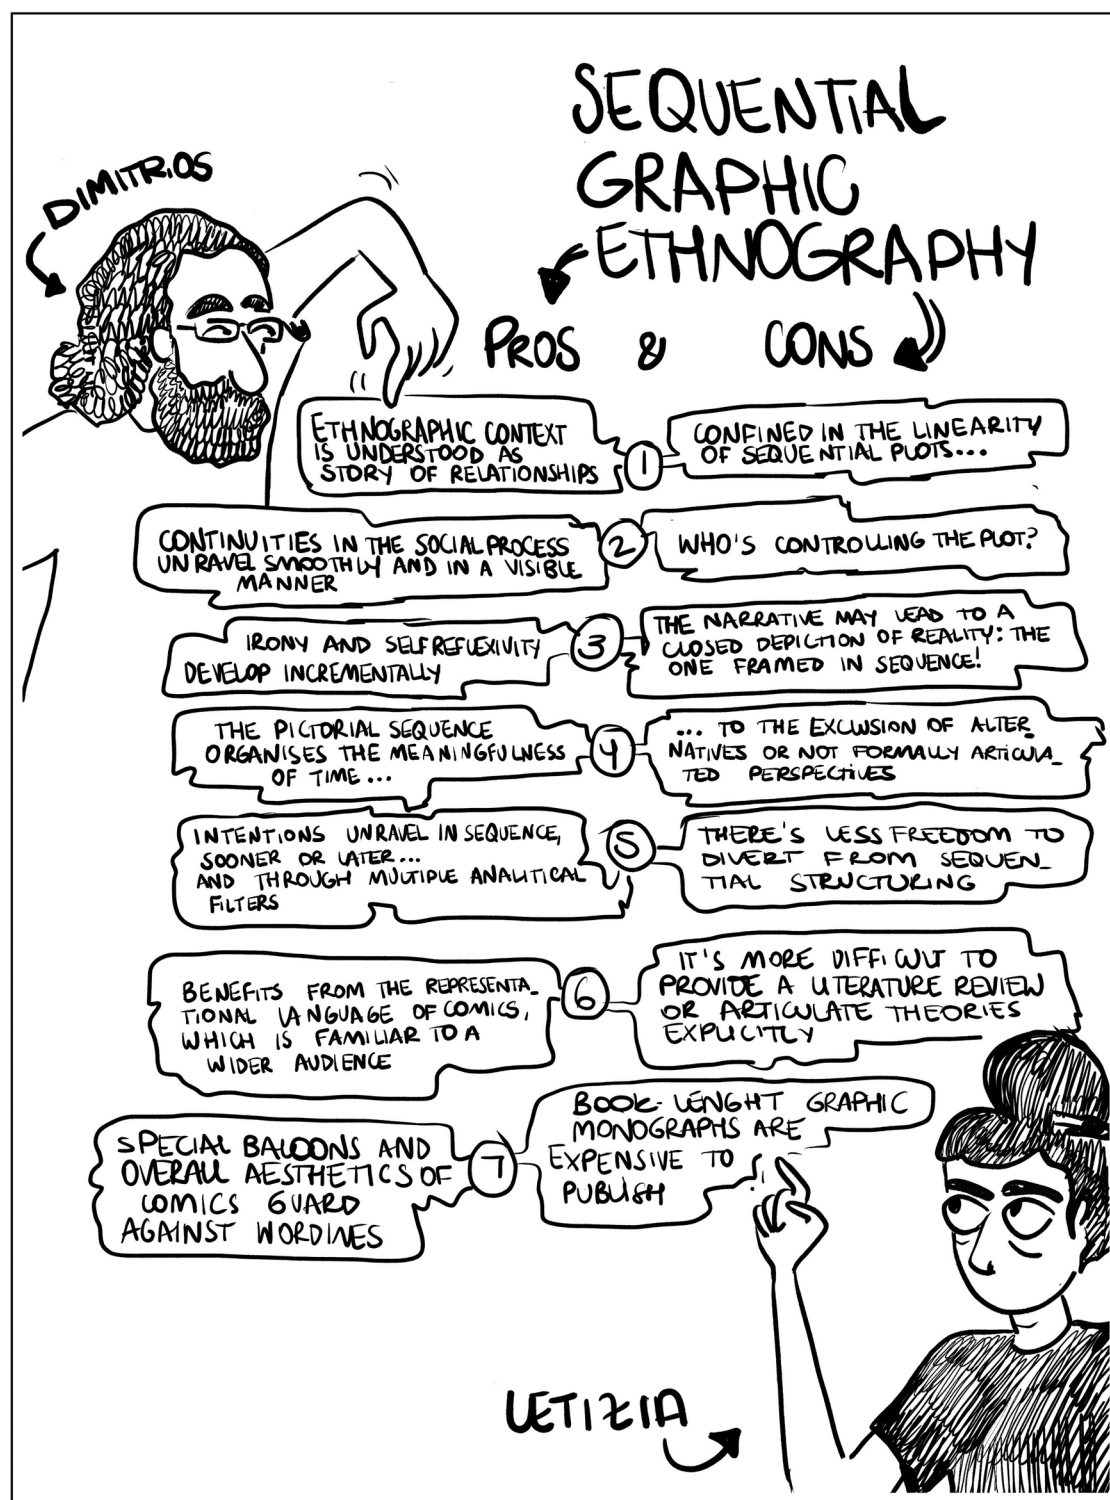 SEQUENTIAL
GRAPHIC
ETHNOGRAPHY
DIMITRIOS
PROS & CONS
ETHNOGRAPHIC CONTEXT
IS UNDERSTOOD AS
STORY OF RELATIONSHIPS
1
CONFINED IN THE LINEARITY
OF SEQUENTIAL PLOTS...
CONTINUITIES IN THE SOCIAL PROCESS
UNRAVEL SMOOTHLY AND IN A VISIBLE
MANNER
2
WHO'S CONTROLLING THE PLOT?
IRONY AND SELFREFLEXIVITY
DEVELOP INCREMENTALLY
3
THE NARRATIVE MAY LEAD TO A
CLOSED DEPICTION OF REALITY: THE
ONE FRAMED IN SEQUENCE!
THE PICTORIAL SEQUENCE
ORGANISES THE MEANINGFULNESS
OF TIME...
4
... TO THE EXCLUSION OF ALTER_
NATIVES OR NOT FORMALLY ARTICULA_
TED PERSPECTIVES
INTENTIONS UNRAVEL IN SEQUENCE,
SOONER OR LATER...
AND THROUGH MULTIPLE ANALITICAL
FILTERS
5
THERE'S LESS FREEDOM TO
DIVERT FROM SEQUEN_
TIAL STRUCTURING
BENEFITS FROM THE REPRESENTA_
TIONAL LANGUAGE OF COMICS,
WHICH IS FAMILIAR TO A
WIDER AUDIENCE
6
IT'S MORE DIFFICULT TO
PROVIDE A LITERATURE REVIEW
OR ARTICULATE THEORIES
EXPLICITLY
SPECIAL BALOONS AND
OVERALL AESTHETICS OF
COMICS GUARD
AGAINST WORDINES
7
BOOK-LENGHT GRAPHIC
MONOGRAPHS ARE
EXPENSIVE TO
PUBLISH
LETIZIA